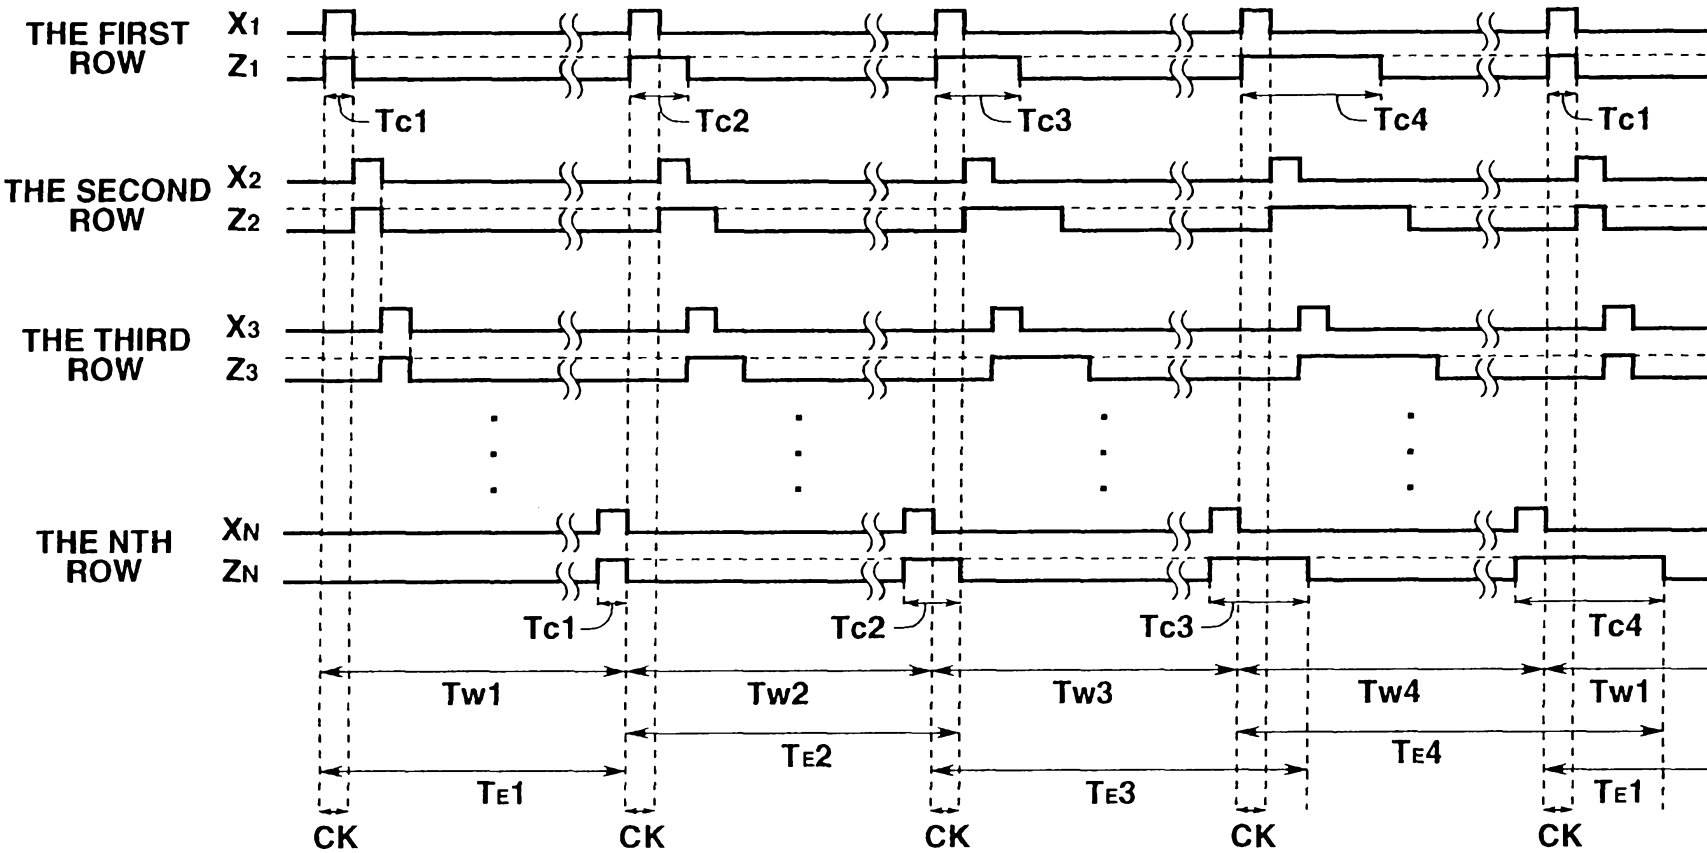 THE FIRST
ROW
X1
Z1
Tc1
Tc2
Tc3
Tc4
Tc1
THE SECOND
ROW
X2
Z2
THE THIRD
ROW
X3
Z3
THE NTH
ROW
XN
ZN
Tc1
Tc2
Tc3
Tc4
Tw1
Tw2
Tw3
Tw4
Tw1
TE2
TE4
TE1
TE3
TE1
CK
CK
CK
CK
CK